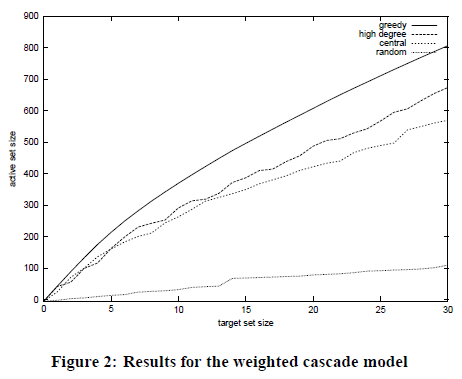 900
800
700
600
500
400
300
200
100
0
active set size
greedy
high degree
central
random
0 5 10 15 20 25 30
target set size
Figure 2: Results for the weighted cascade model